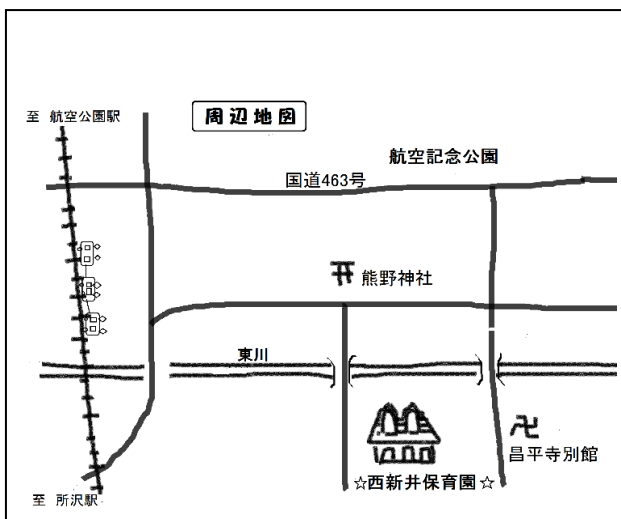 至 航空公園駅
周辺地図
航空記念公園
国道463号
熊野神社
東川
昌平寺別館
☆西新井保育園☆
至 所沢駅